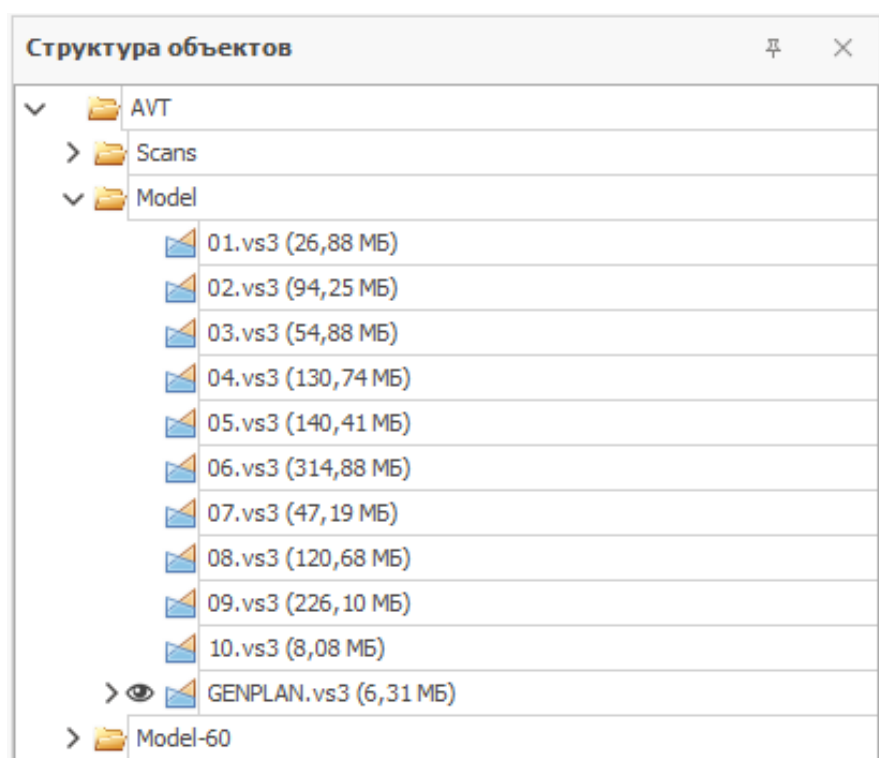 Структура объектов
AVT
Scans
Model
01.vs3 (26,88 МБ)
02.vs3 (94,25 МБ)
03.vs3 (54,88 МБ)
04.vs3 (130,74 МБ)
05.vs3 (140,41 МБ)
06.vs3 (314,88 МБ)
07.vs3 (47,19 МБ)
08.vs3 (120,68 МБ)
09.vs3 (226,10 МБ)
10.vs3 (8,08 МБ)
GENPLAN.vs3 (6,31 МБ)
Model-60